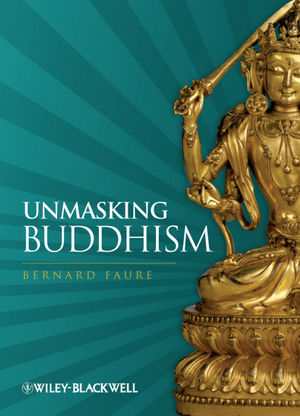 UNMASKING
BUDDHISM
BERNARD FAURE
WILEY-BLACKWELL